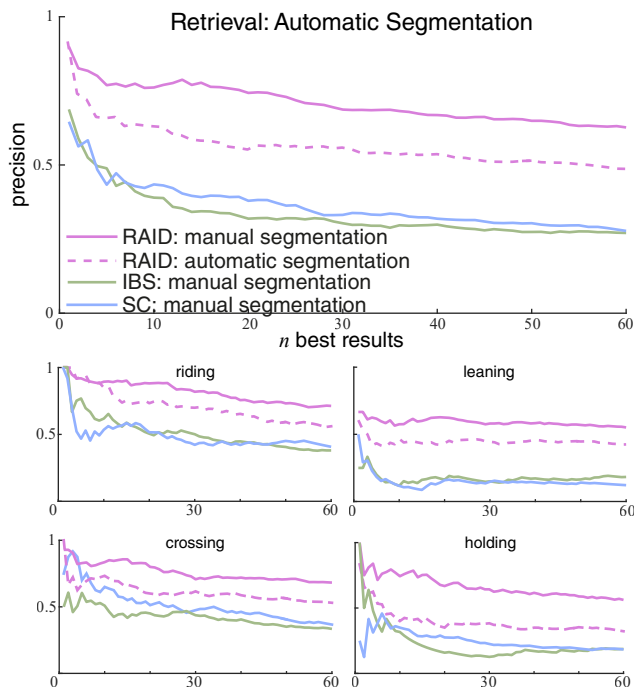 Retrieval: Automatic Segmentation
1
0.5
0
precision
RAID: manual segmentation
RAID: automatic segmentation
IBS: manual segmentation
SC: manual segmentation
0 10 20 30 40 50 60
n best results
riding
1
0.5
0 30 60
leaning
0 30 60
crossing
1
0.5
0 30 60
holding
0 30 60